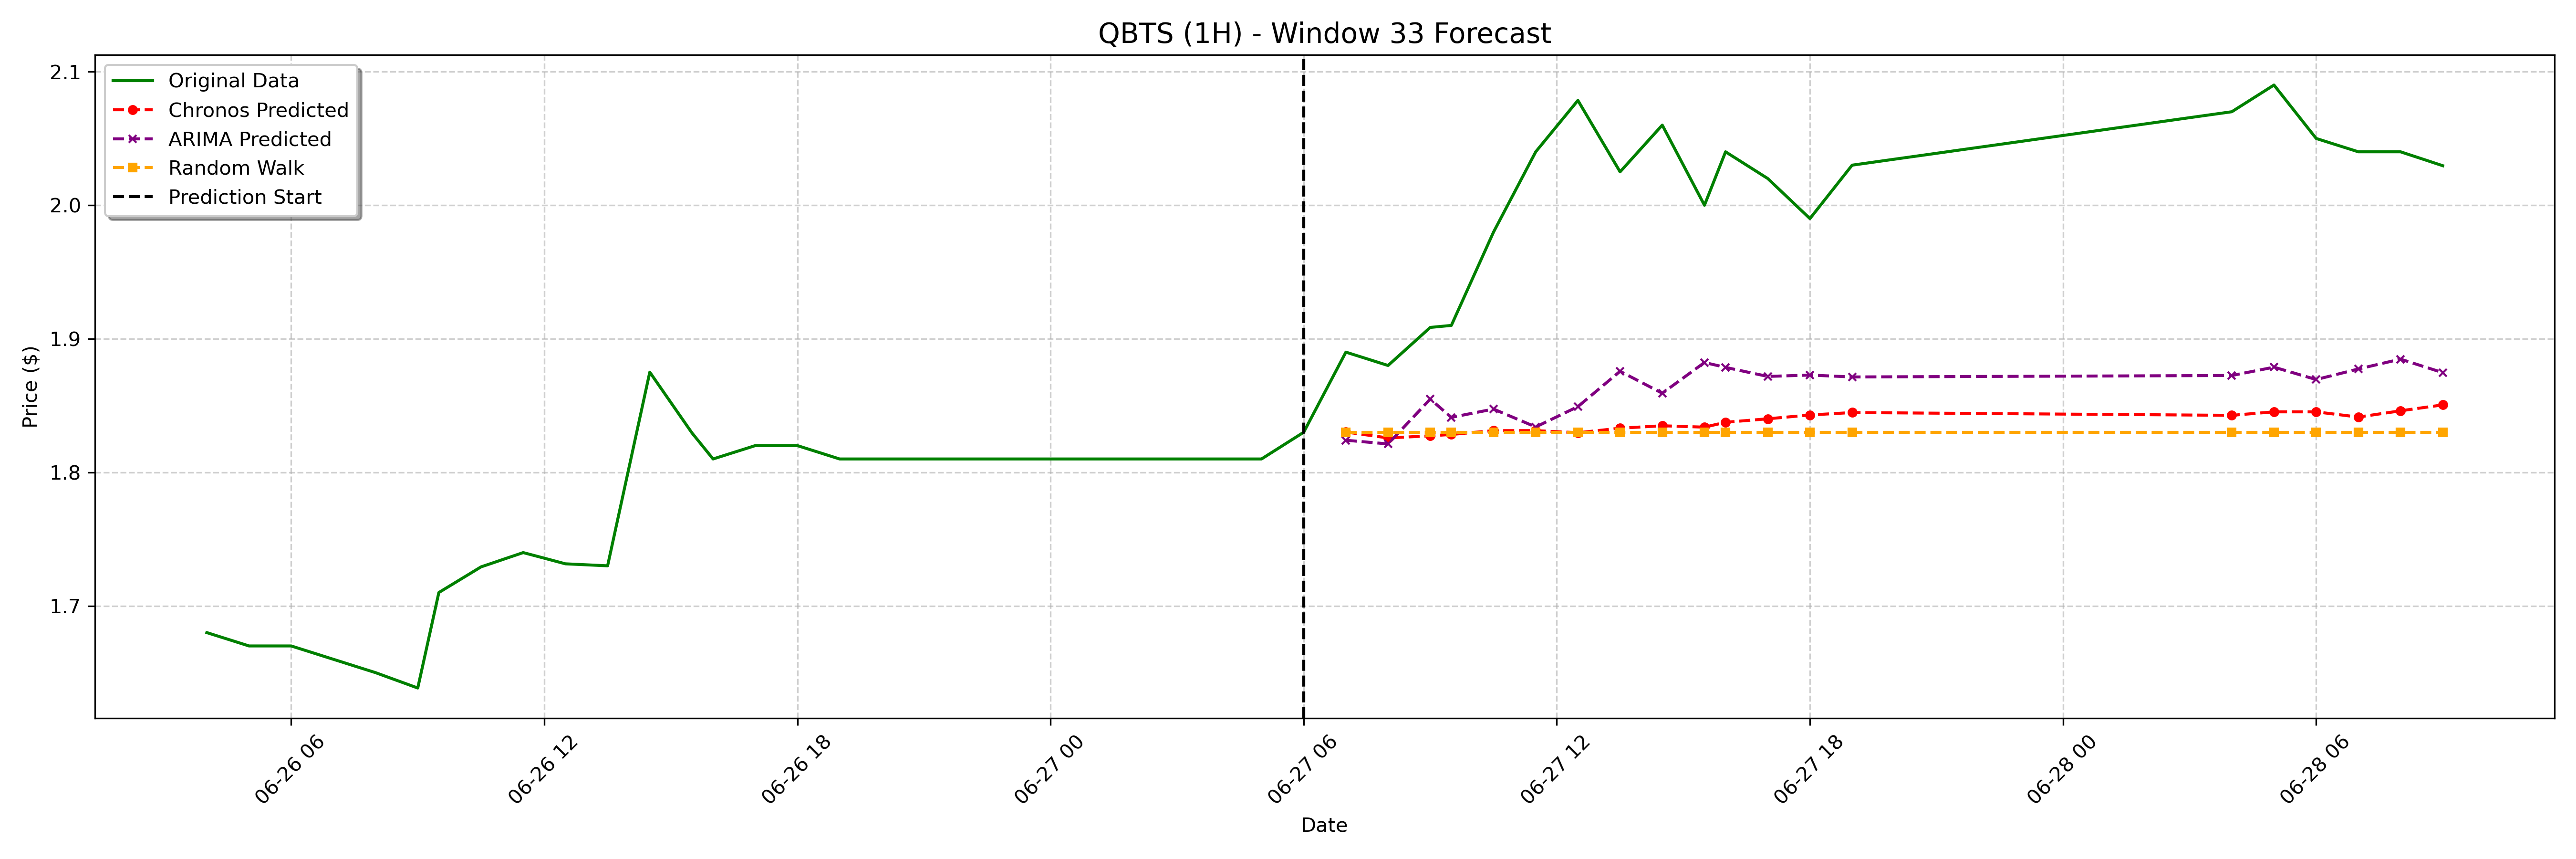 QBTS (1H) - Window 33 Forecast
Original Data
Chronos Predicted
ARIMA Predicted
Random Walk
Prediction Start
2.1
2.0
1.9
1.8
1.7
Price ($)
06-26 06
06-26 12
06-26 18
06-27 00
06-27 06
06-27 12
06-27 18
06-28 00
06-28 06
Date